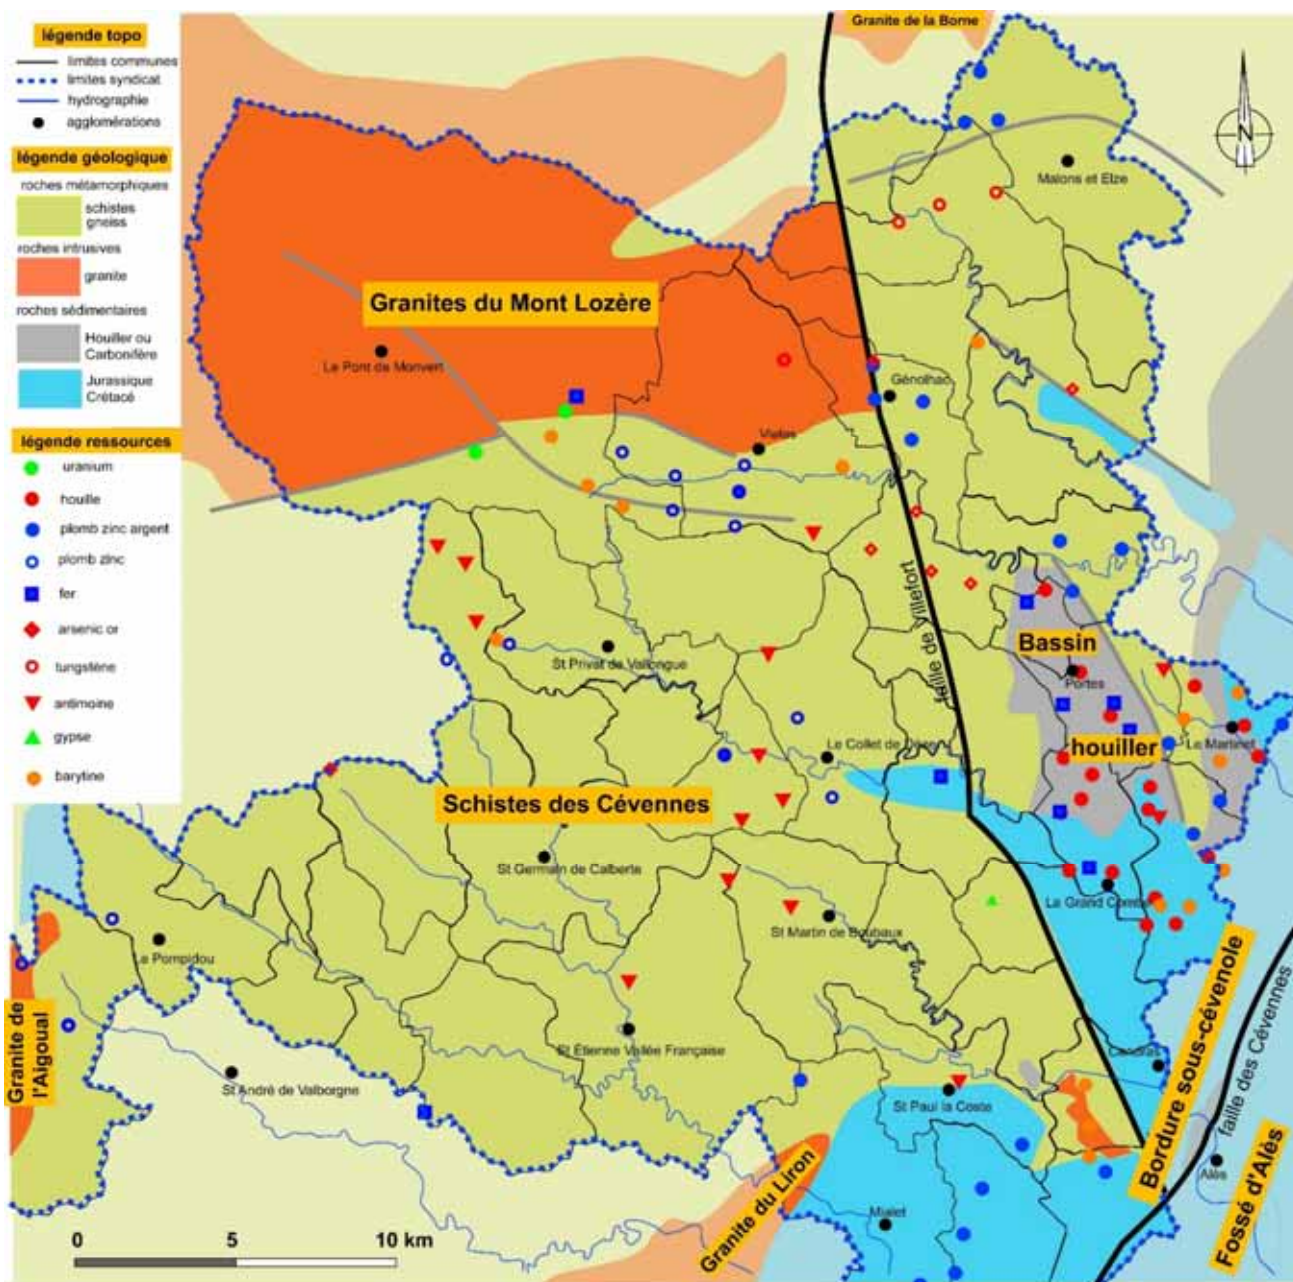 légende topo
limites communes
limites syndicat
hydrographie
agglomérations
légende géologique
roches métamorphiques
schistes
gneiss
roches intrusives
granite
roches sédimentaires
Houiller ou
Carbonifère
Jurassique
Crétacé
légende ressources
uranium
houille
plomb zinc argent
plomb zinc
fer
arsenic or
tungstène
antimoine
gypse
barytine
Granite de la Borne
N
Malons et Elze
Granites du Mont Lozère
Le Pont de Monvert
Génolhac
Vialas
faille de Villefort
St Privat de Vallongue
Bassin
Portes
houiller
Le Martinet
Le Collet de Dèze
Schistes des Cévennes
St Germain de Calberte
La Grand Combe
St Martin de Boubaux
Le Pompidou
Granite de
l'Aigoual
St Étienne Vallée Française
St André de Valborgne
Cendras
St Paul la Coste
Bordure sous-cévenole
faille des Cévennes
Alès
Fossé d'Alès
Granite du Liron
Mialet
0 5 10 km